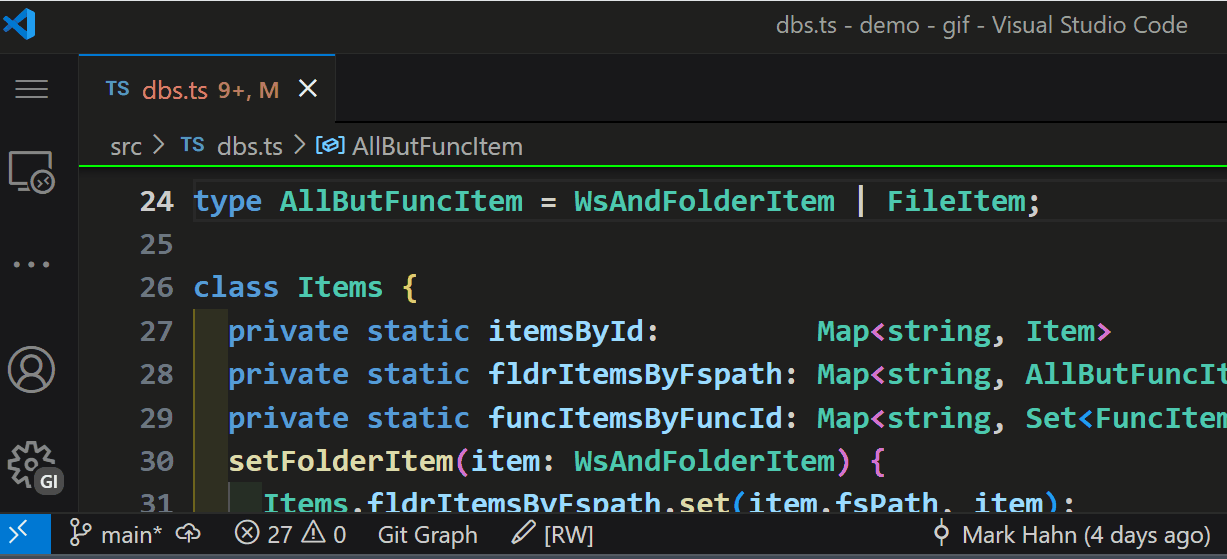 dbs.ts - demo - gif - Visual Studio Code
TS dbs.ts 9+, M
src > TS dbs.ts > AllButFuncItem
24 type AllButFuncItem = WsAndFolderItem | FileItem;
25
26 class Items {
27 private static itemsById: Map<string, Item>
28 private static fldrItemsByFspath: Map<string, AllButFuncIt
29 private static funcItemsByFuncId: Map<string, Set<FuncItem
30 setFolderItem(item: WsAndFolderItem) {
31 Items.fldrItemsByFspath.set(item.fsPath, item);
GI
main* 27 0 Git Graph [RW] Mark Hahn (4 days ago)